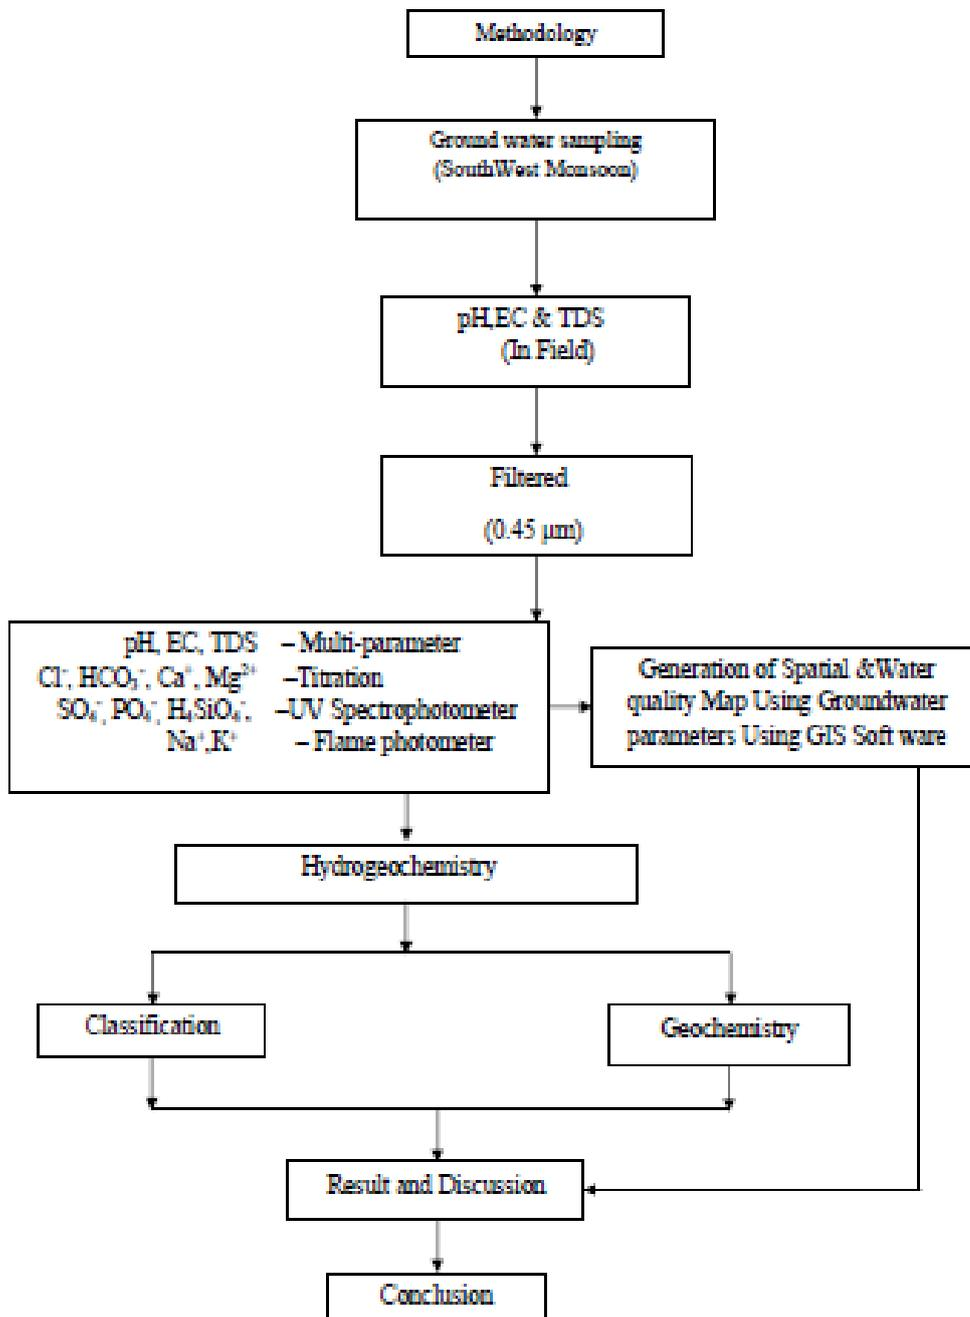 Methodology
Ground water sampling
(SouthWest Monsoon)
pH,EC & TDS
(In Field)
Filtered
(0.45 μm)
pH, EC, TDS – Multi-parameter
Cl⁻, HCO₃⁻, Ca⁺, Mg²⁺ –Titration
SO₄⁻, PO₄⁻, H₄SiO₄⁻, –UV Spectrophotometer
Na⁺,K⁺ – Flame photometer
Generation of Spatial &Water
quality Map Using Groundwater
parameters Using GIS Soft ware
Hydrogeochemistry
Classification
Geochemistry
Result and Discussion
Conclusion